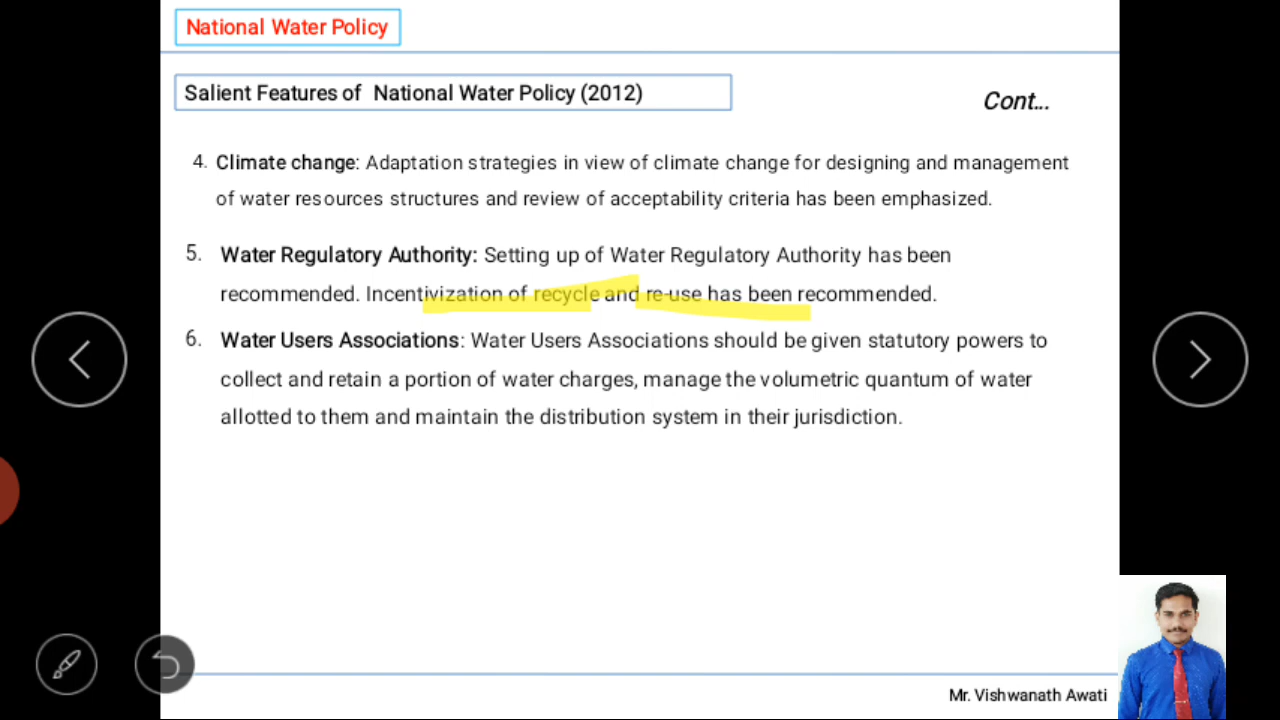 National Water Policy
Salient Features of National Water Policy (2012)
Cont...
4. Climate change: Adaptation strategies in view of climate change for designing and management
of water resources structures and review of acceptability criteria has been emphasized.
5. Water Regulatory Authority: Setting up of Water Regulatory Authority has been
recommended. Incentivization of recycle and re-use has been recommended.
6. Water Users Associations: Water Users Associations should be given statutory powers to
collect and retain a portion of water charges, manage the volumetric quantum of water
allotted to them and maintain the distribution system in their jurisdiction.
Mr. Vishwanath Awati